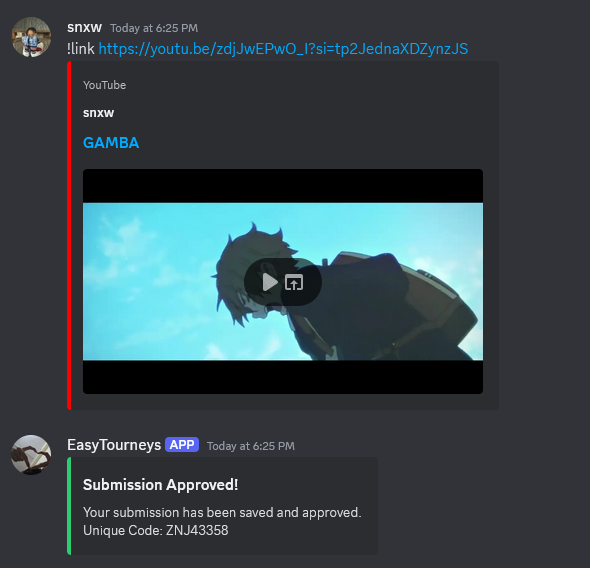 snxw Today at 6:25 PM
!link https://youtu.be/zdjJwEPwO_I?si=tp2JednaXDZynzJS
YouTube
snxw
GAMBA
EasyTourneys APP Today at 6:25 PM
Submission Approved!
Your submission has been saved and approved.
Unique Code: ZNJ43358